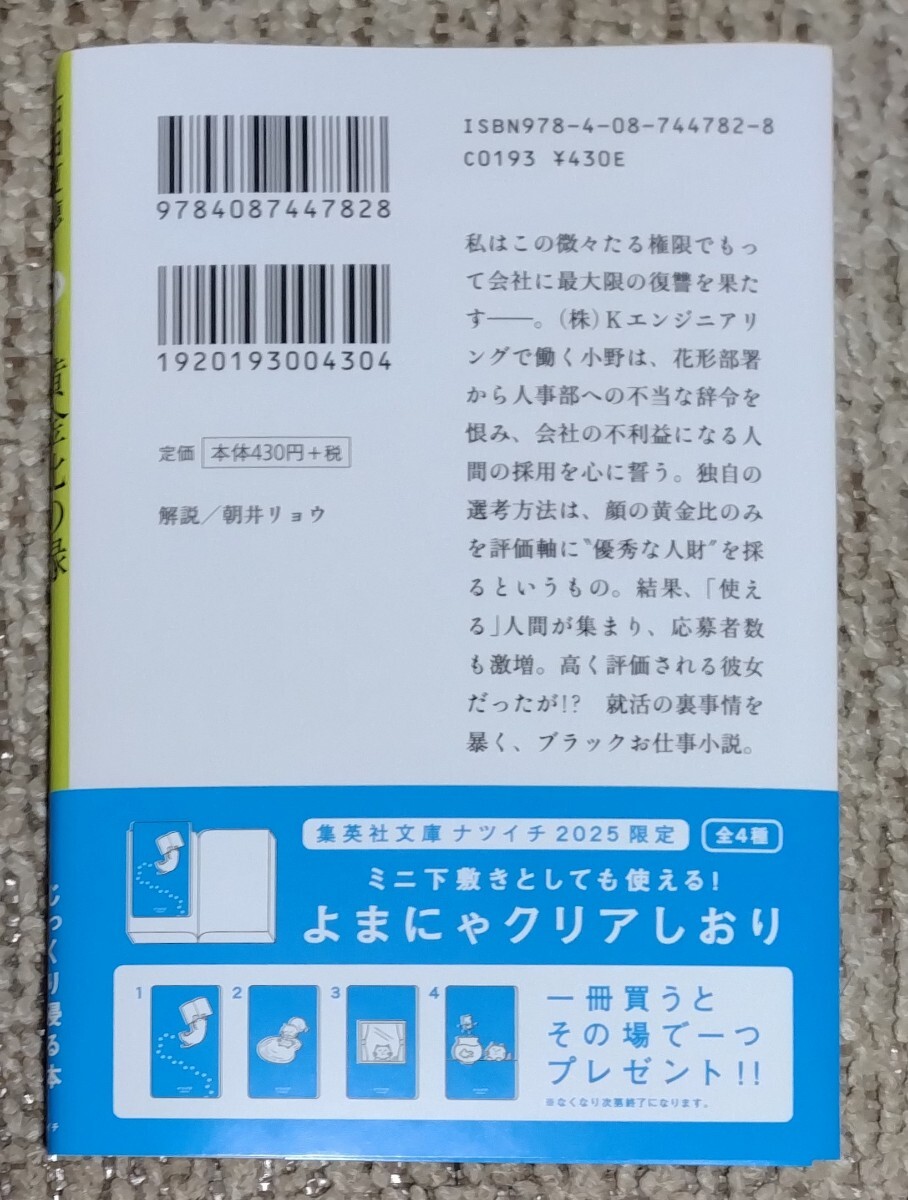 ISBN978-4-08-744782-8
C0193 ¥430E
9784087447828
1920193004304
定価 本体430円+税
解説／朝井リョウ
私はこの微々たる権限でもっ
て会社に最大限の復讐を果た
す――。(株)Kエンジニアリ
ングで働く小野は、花形部署
から人事部への不当な辞令を
恨み、会社の不利益になる人
間の採用を心に誓う。独自の
選考方法は、顔の黄金比のみ
を評価軸に〝優秀な人財〟を採
るというもの。結果、「使え
る」人間が集まり、応募者数
も激増。高く評価される彼女
だったが!?　就活の裏事情を
暴く、ブラックお仕事小説。
黄金比の縁
じっくり浸る本
イチ
集英社文庫 ナツイチ2025限定 全4種
ミニ下敷きとしても使える!
よまにゃクリアしおり
1 2 3 4
一冊買うと
その場で一つ
プレゼント!!
※なくなり次第終了になります。